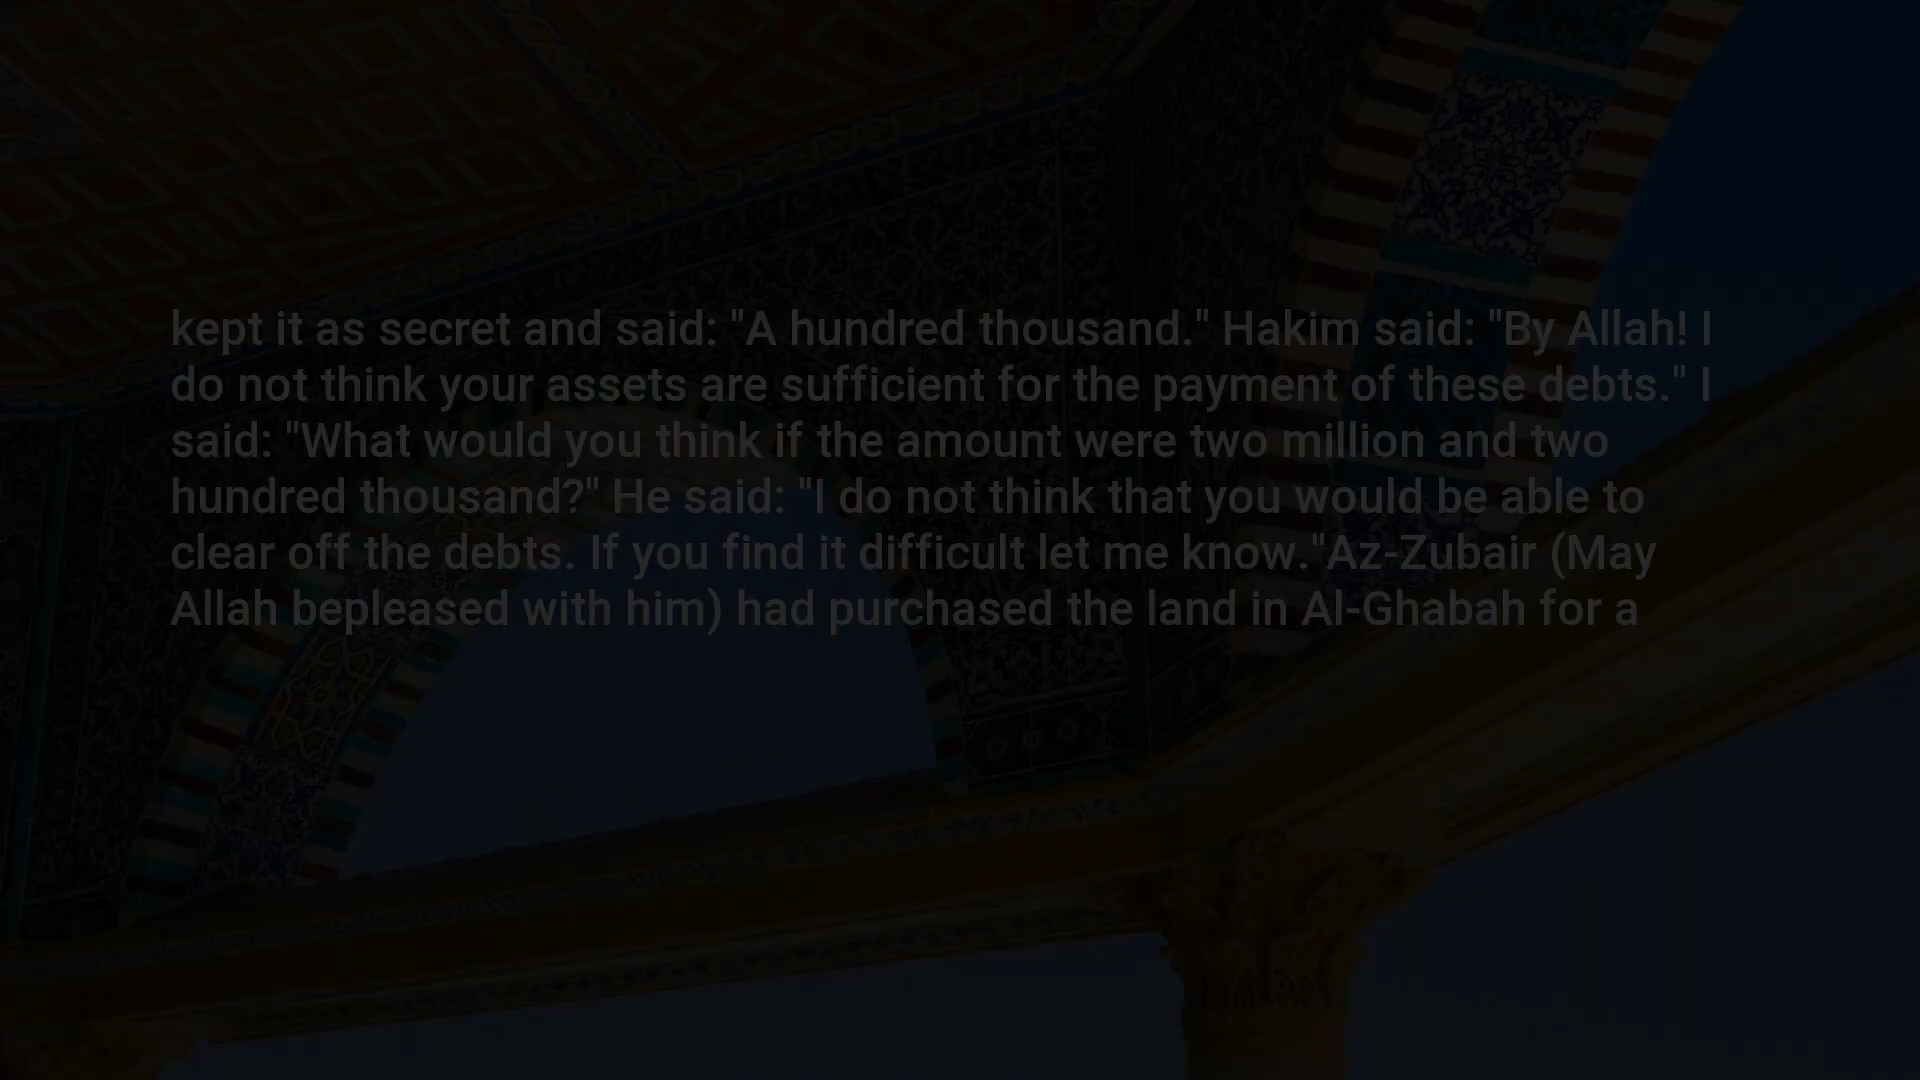 kept it as secret and said: "A hundred thousand." Hakim said: "By Allah! I
do not think your assets are sufficient for the payment of these debts." I
said: "What would you think if the amount were two million and two
hundred thousand?" He said: "I do not think that you would be able to
clear off the debts. If you find it difficult let me know."Az-Zubair (May
Allah bepleased with him) had purchased the land in Al-Ghabah for a